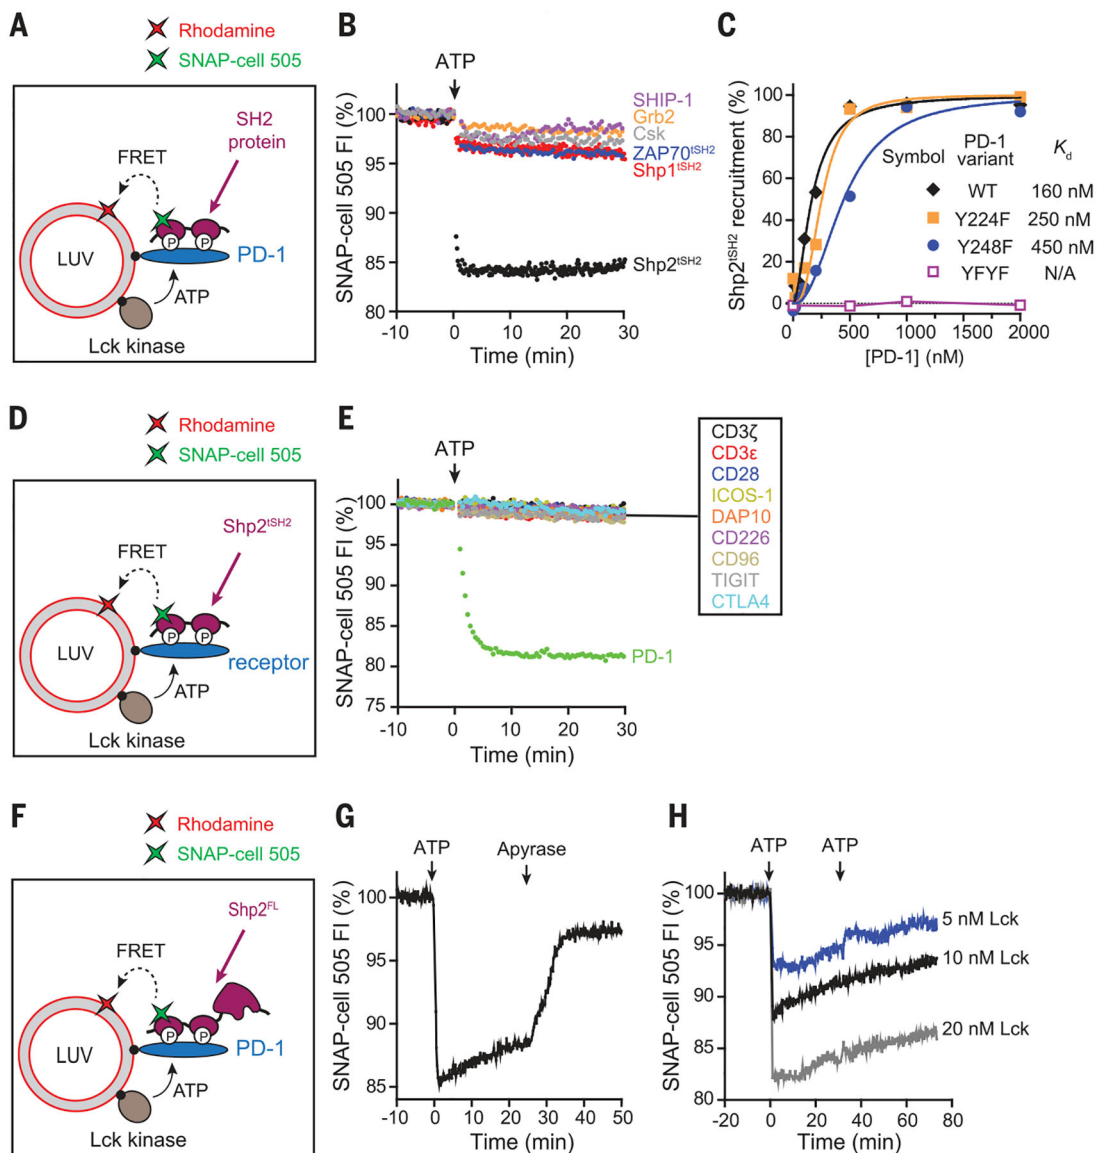 A
Rhodamine
SNAP-cell 505
SH2
protein
FRET
LUV
P
P
PD-1
ATP
Lck kinase
B
ATP
SNAP-cell 505 FI (%)
100
95
90
85
80
-10
0
10
20
30
Time (min)
SHIP-1
Grb2
Csk
ZAP70tSH2
Shp1tSH2
Shp2tSH2
C
Shp2tSH2 recruitment (%)
100
80
60
40
20
0
0
500
1000
1500
2000
[PD-1] (nM)
Symbol PD-1 variant Kd
WT 160 nM
Y224F 250 nM
Y248F 450 nM
YFYF N/A
D
Rhodamine
SNAP-cell 505
Shp2tSH2
FRET
LUV
P
P
receptor
ATP
Lck kinase
E
ATP
SNAP-cell 505 FI (%)
100
95
90
85
80
75
-10
0
10
20
30
Time (min)
CD3ζ
CD3ε
CD28
ICOS-1
DAP10
CD226
CD96
TIGIT
CTLA4
PD-1
F
Rhodamine
SNAP-cell 505
Shp2FL
FRET
LUV
P
P
PD-1
ATP
Lck kinase
G
ATP
Apyrase
SNAP-cell 505 FI (%)
100
95
90
85
-10
0
10
20
30
40
50
Time (min)
H
ATP
ATP
SNAP-cell 505 FI (%)
100
95
90
85
80
-20
0
20
40
60
80
Time (min)
5 nM Lck
10 nM Lck
20 nM Lck